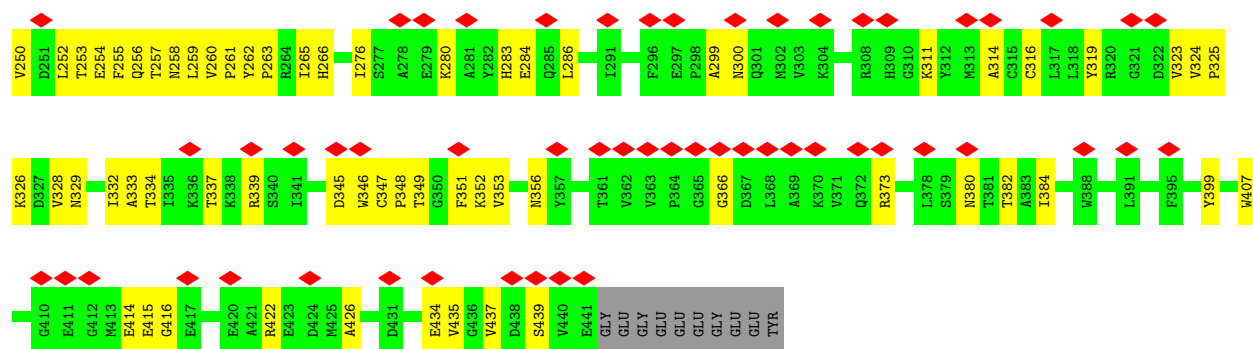 V250 D251 L252 T253 E254 F255 Q256 T257 N258 L259 V260 P261 Y262 P263 R264 I265 H266 I276 S277 A278 E279 K280 A281 Y282 H283 E284 Q285 L286 I291 F296 E297 P298 A299 N300 Q301 M302 V303 K304 R308 H309 G310 K311 Y312 M313 A314 C315 C316 L317 L318 Y319 R320 G321 D322 V323 V324 P325
K326 D327 V328 N329 I332 A333 T334 I335 K336 T337 K338 R339 S340 I341 D345 W346 C347 P348 T349 G350 F351 K352 V353 N356 Y357 T361 V362 V363 P364 G365 G366 D367 L368 A369 K370 V371 Q372 R373 L378 S379 N380 T381 T382 A383 I384 W388 L391 F395 Y399 W407
G410 E411 G412 M413 E414 E415 G416 E417 E420 A421 R422 E423 D424 M425 A426 D431 E434 V435 G436 V437 D438 S439 V440 E441 GLY GLU GLY GLU GLU GLU GLY GLU GLU TYR